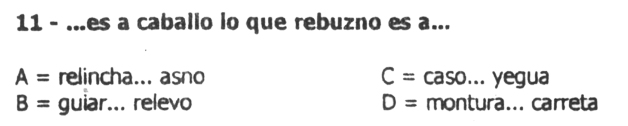 11 - ...es a caballo lo que rebuzno es a...
A = relincha... asno
C = caso... yegua
B = guiar... relevo
D = montura... carreta